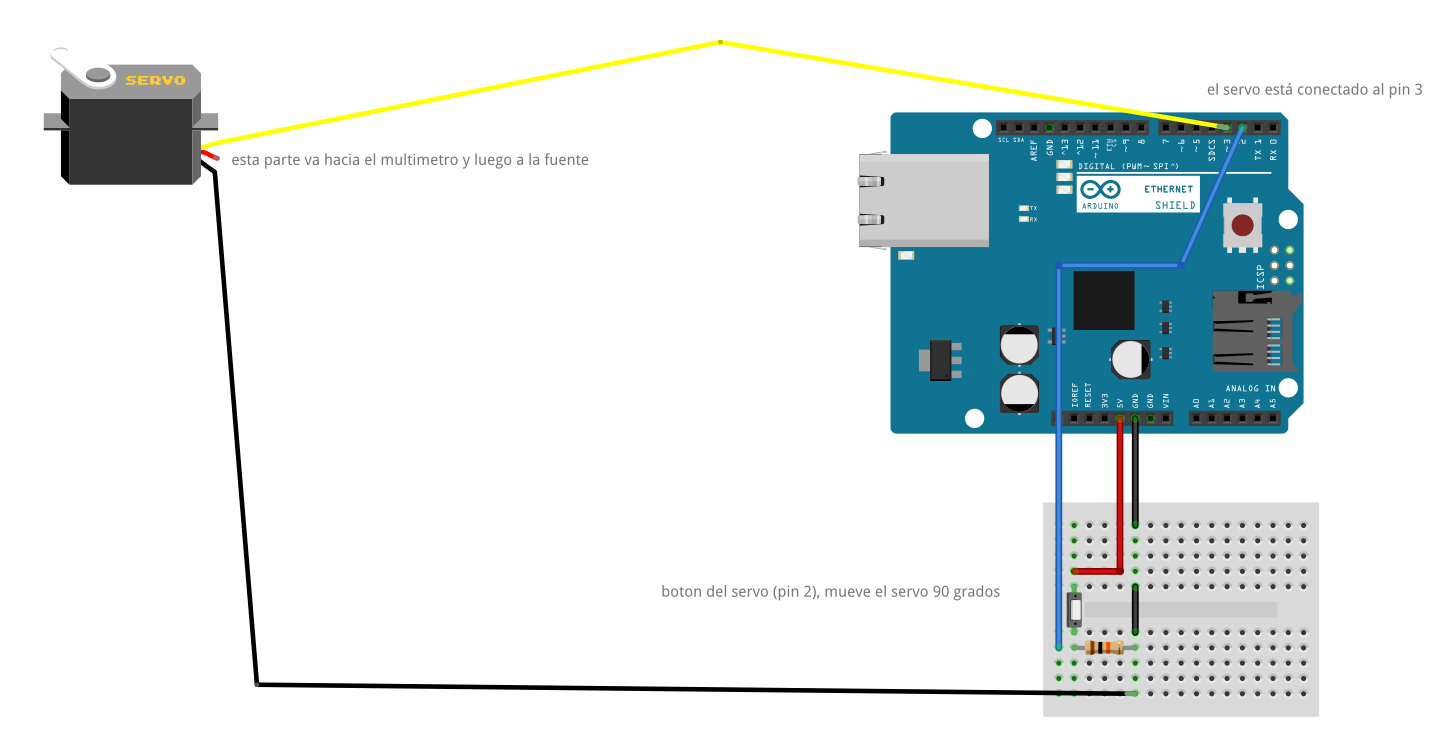 SERVO
esta parte va hacia el multimetro y luego a la fuente
el servo está conectado al pin 3
SCL SDA
AREF
GND
^13
^12
~11
~9
8
7
~6
~5
SDCS
~3
2
TX 1
RX 0
DIGITAL (PWM~ SPI^)
ARDUINO
ETHERNET
SHIELD
TX
RX
ICSP
ANALOG IN
IOREF
RESET
3V3
5V
GND
GND
VIN
A0
A1
A2
A3
A4
A5
boton del servo (pin 2), mueve el servo 90 grados